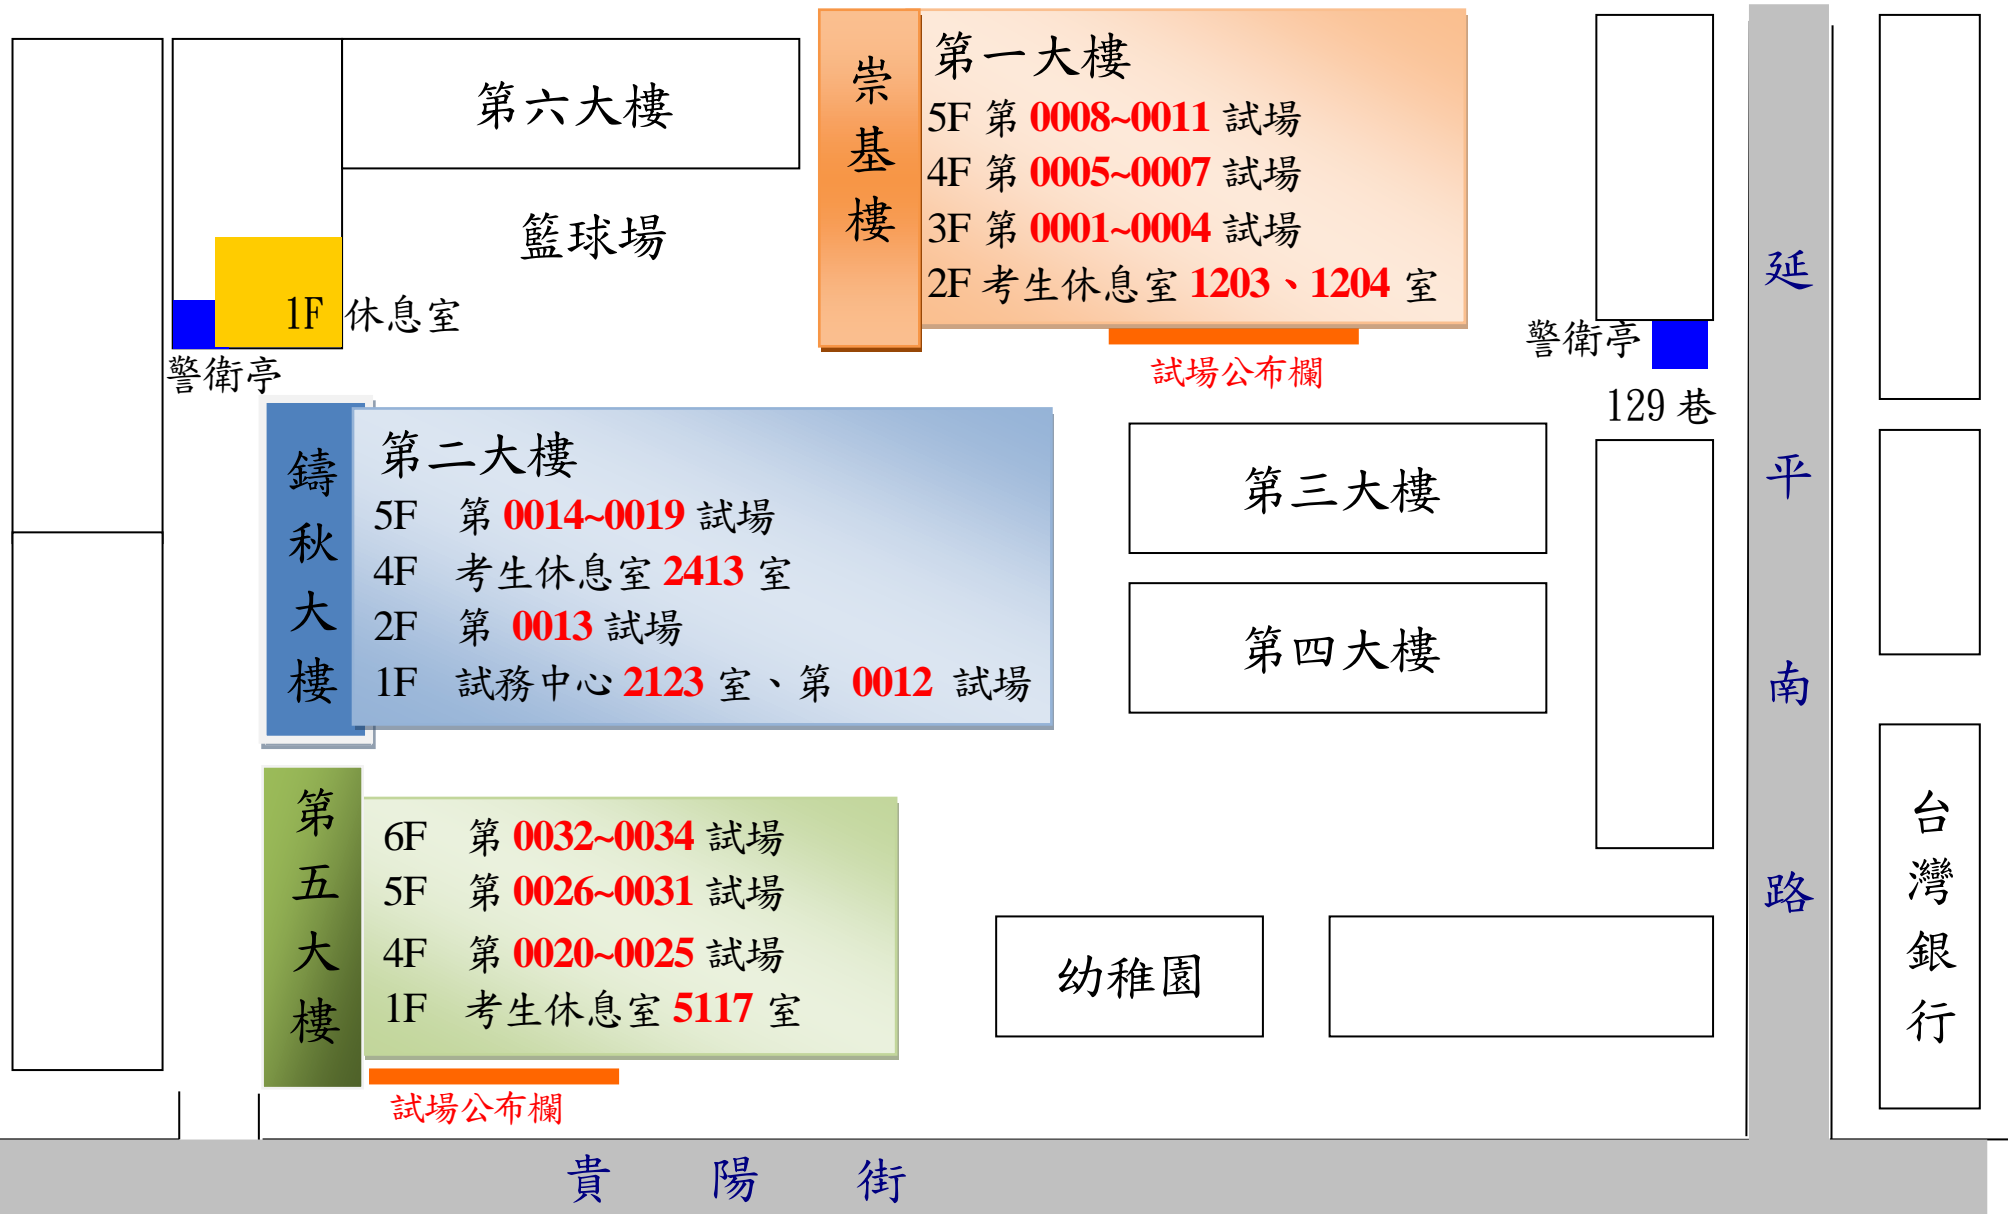 第六大樓
籃球場
1F 休息室
警衛亭
崇基樓
第一大樓
5F 第 0008~0011 試場
4F 第 0005~0007 試場
3F 第 0001~0004 試場
2F 考生休息室 1203、1204 室
試場公布欄
警衛亭
129 巷
鑄秋大樓
第二大樓
5F 第 0014~0019 試場
4F 考生休息室 2413 室
2F 第 0013 試場
1F 試務中心 2123 室、第 0012 試場
第三大樓
第四大樓
第五大樓
6F 第 0032~0034 試場
5F 第 0026~0031 試場
4F 第 0020~0025 試場
1F 考生休息室 5117 室
試場公布欄
幼稚園
延平南路
台灣銀行
貴陽街